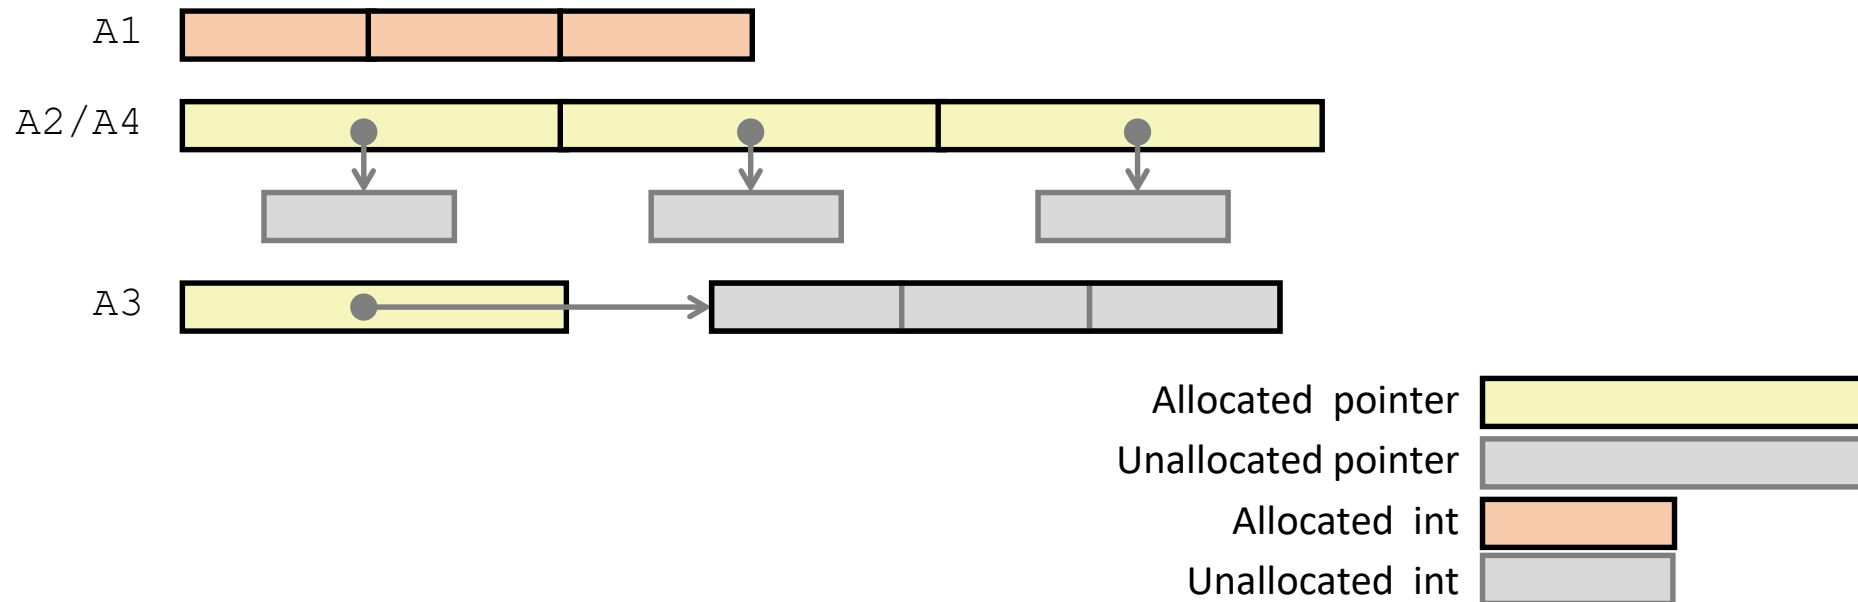 A1
A2/A4
A3
Allocated pointer
Unallocated pointer
Allocated int
Unallocated int